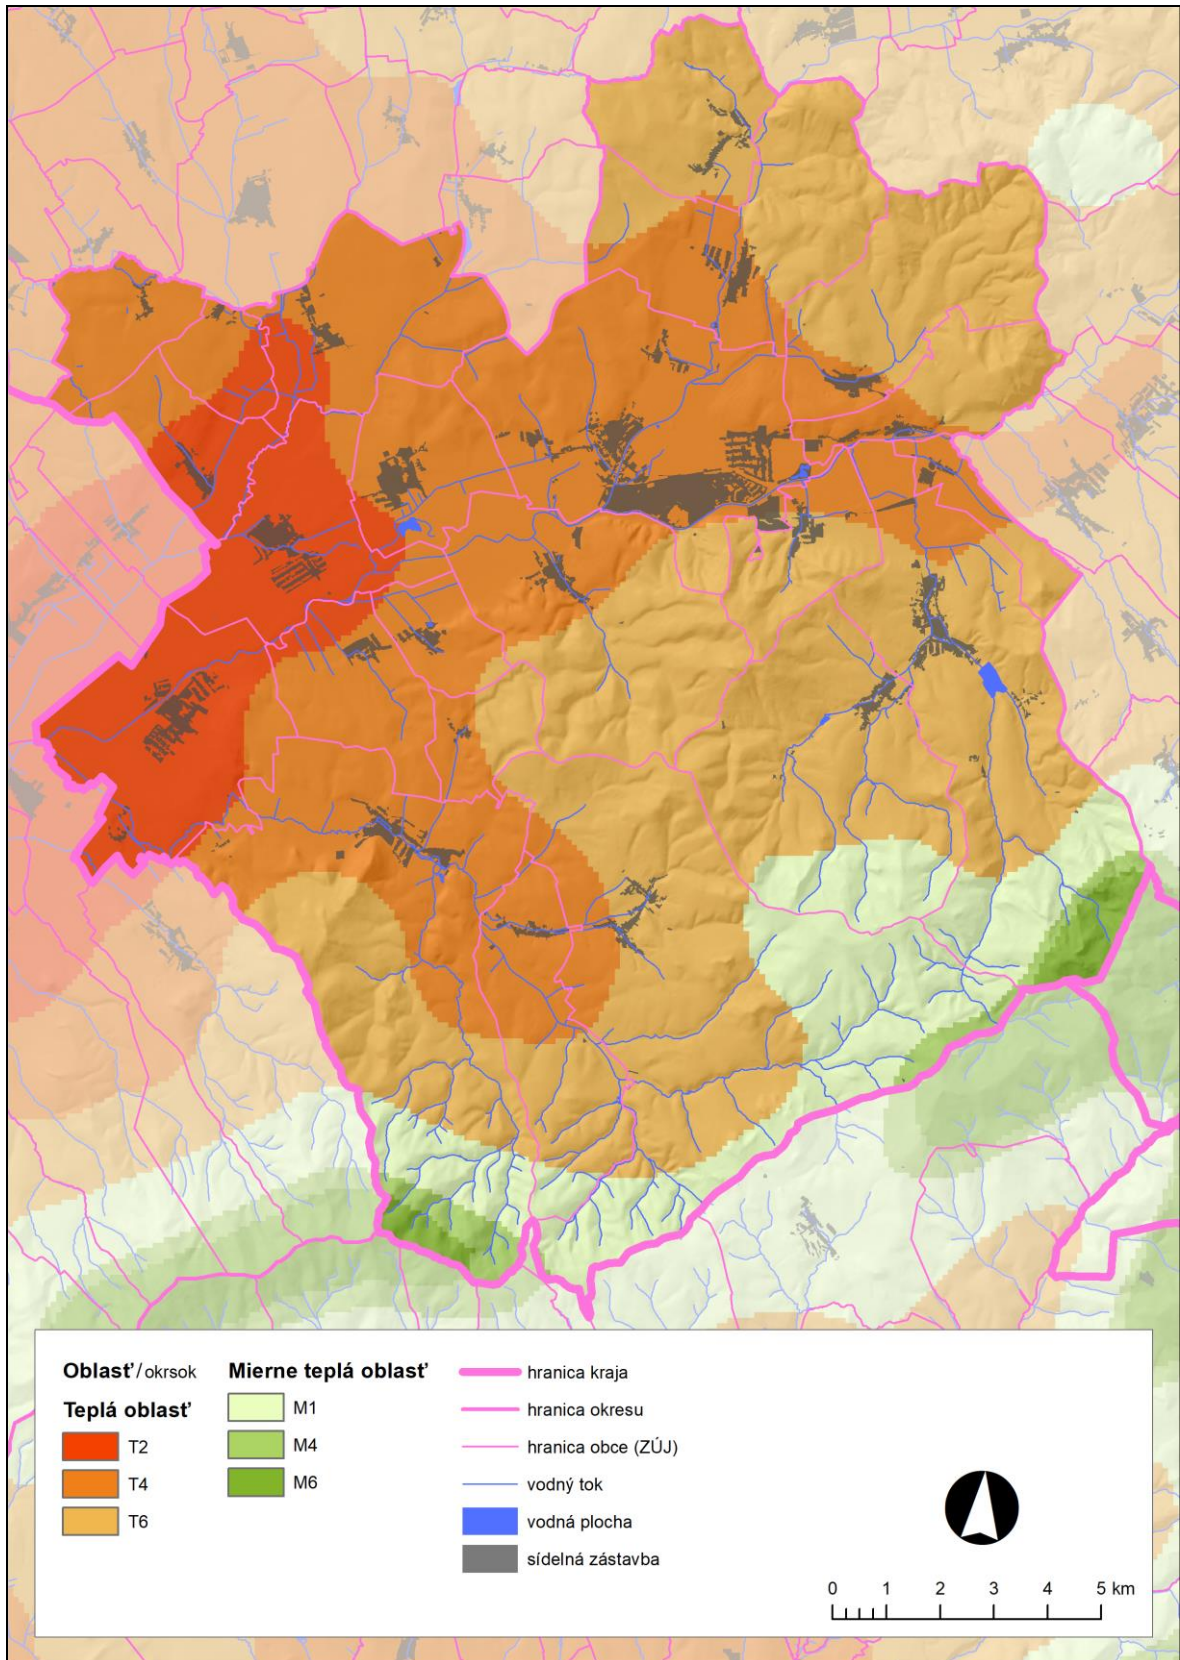 Oblasť / okrsok
Teplá oblasť
T2
T4
T6
Mierne teplá oblasť
M1
M4
M6
hranica kraja
hranica okresu
hranica obce (ZÚJ)
vodný tok
vodná plocha
sídelná zástavba
0 1 2 3 4 5 km